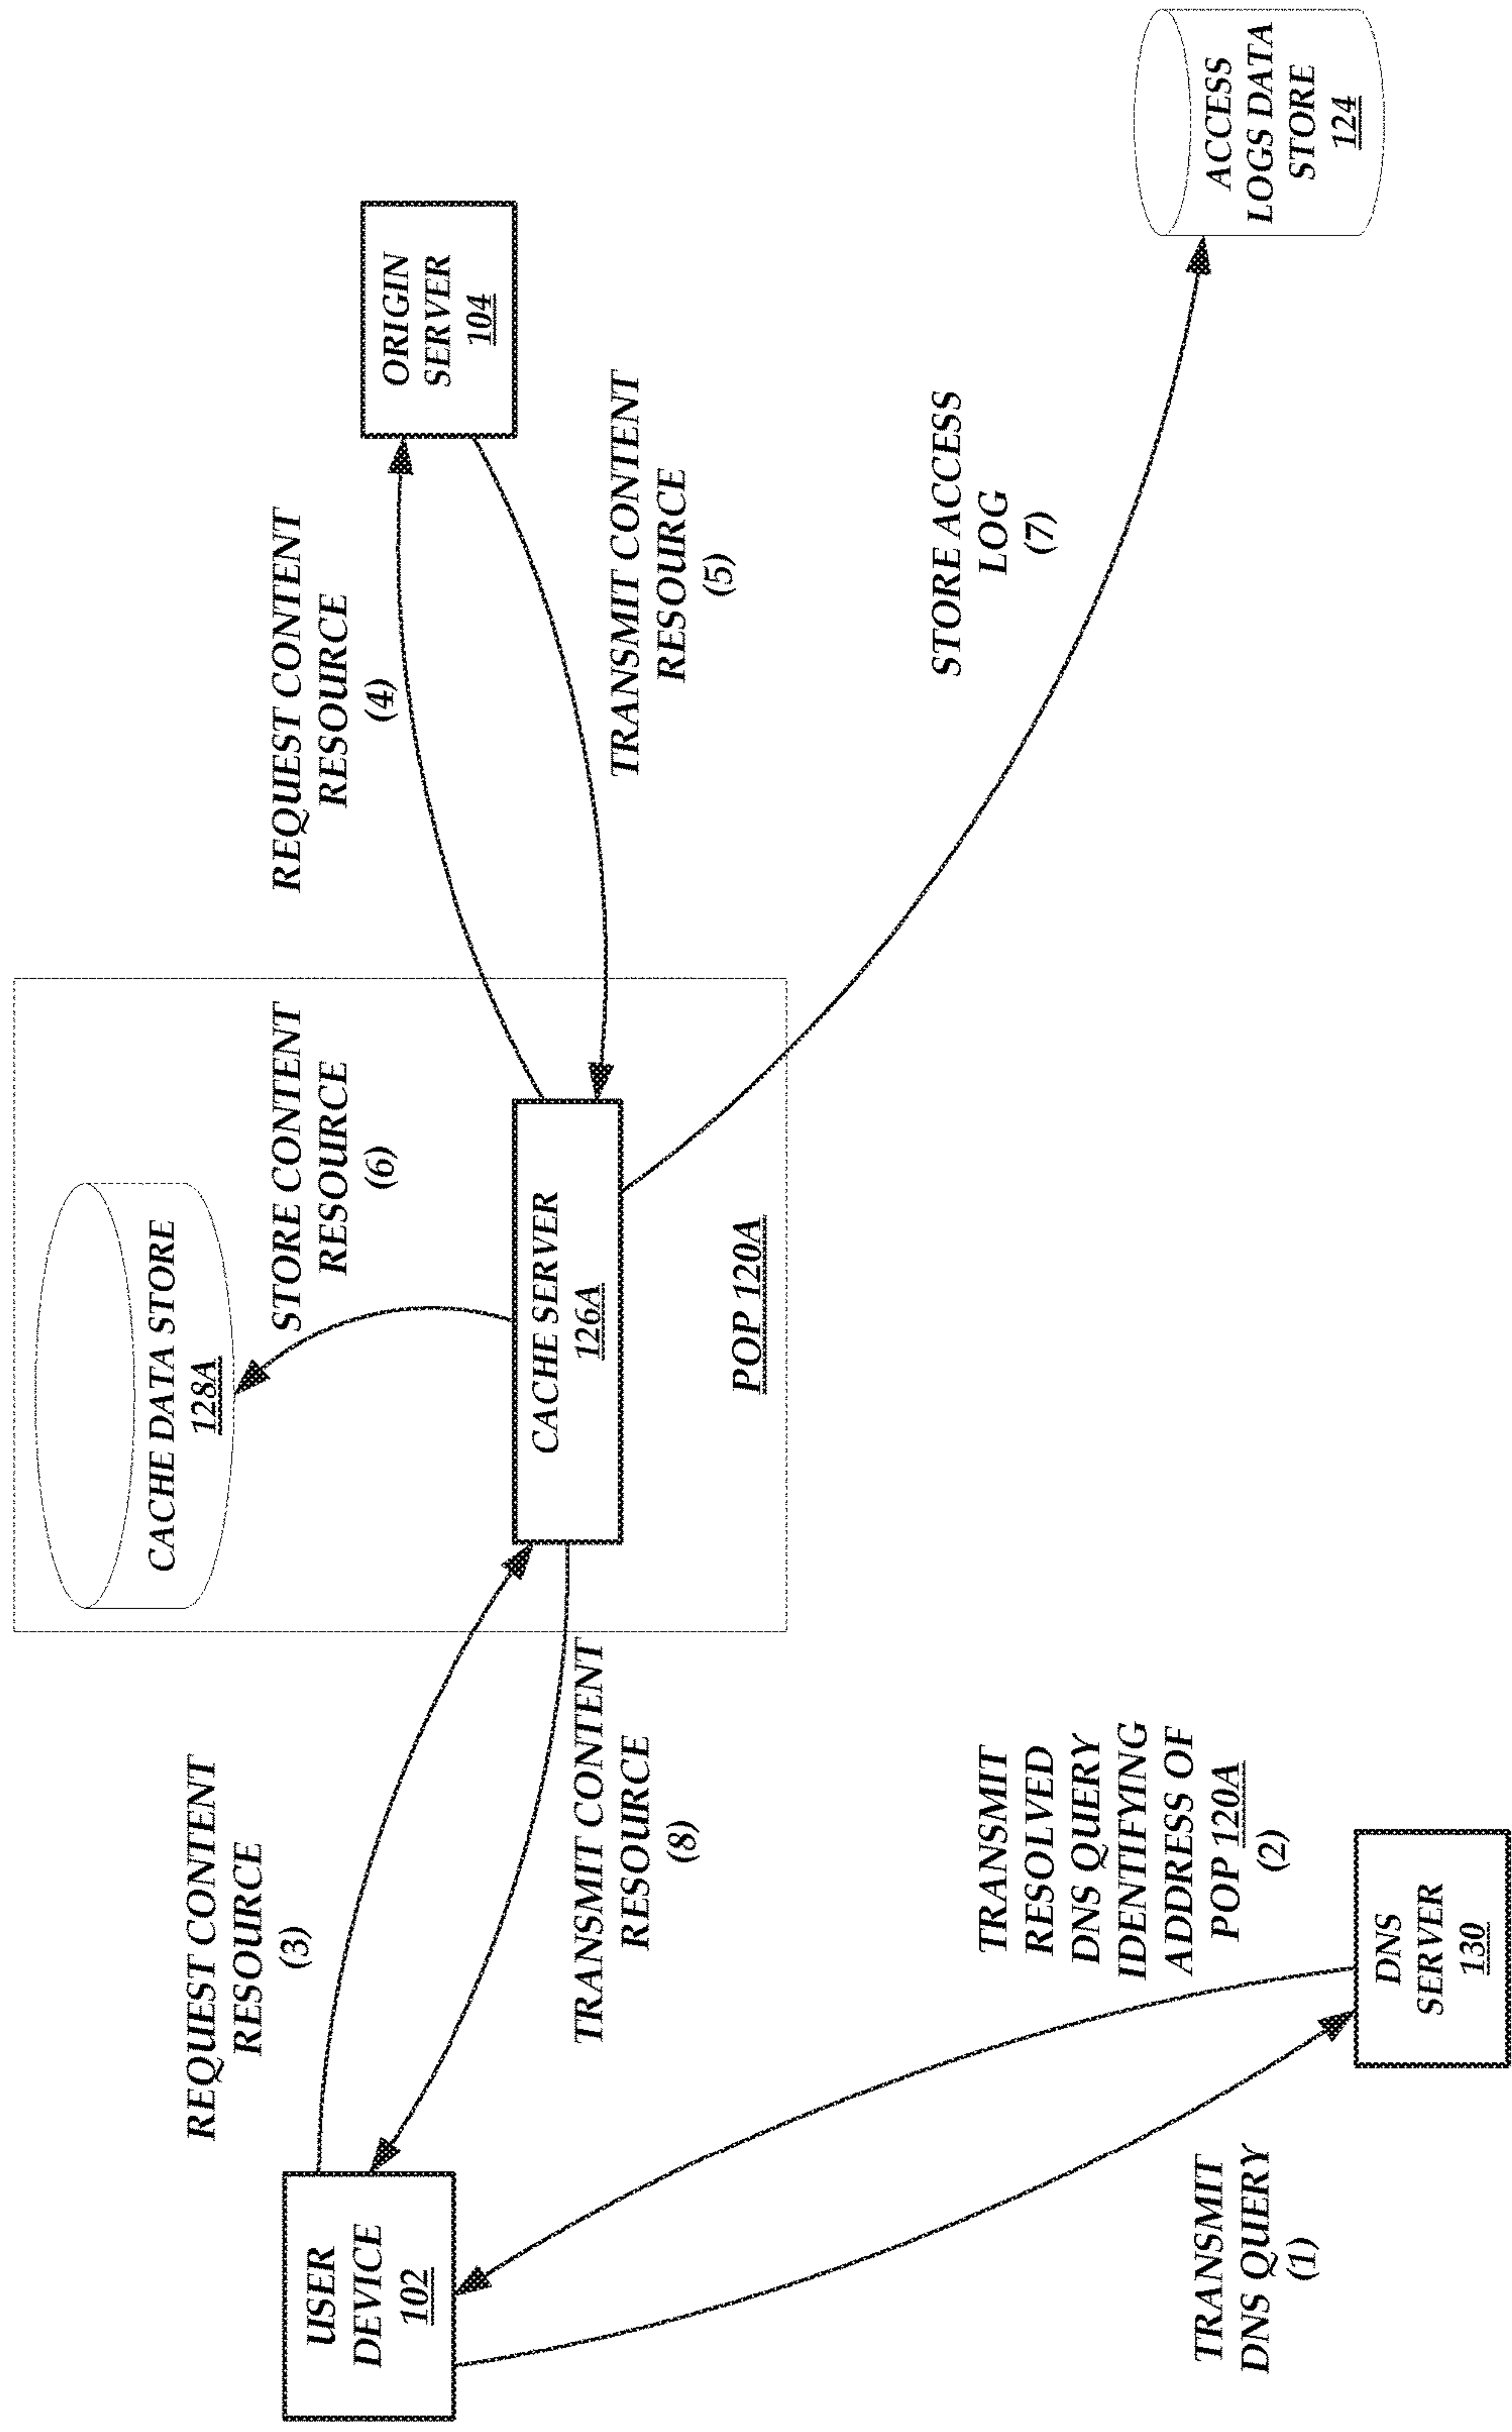 CACHE DATA STORE
128A
REQUEST CONTENT
RESOURCE
(3)
STORE CONTENT
RESOURCE
(6)
REQUEST CONTENT
RESOURCE
(4)
USER
DEVICE
102
ORIGIN
SERVER
104
CACHE SERVER
126A
TRANSMIT CONTENT
RESOURCE
(8)
TRANSMIT CONTENT
RESOURCE
(5)
POP 120A
STORE ACCESS
LOG
(7)
TRANSMIT
RESOLVED
DNS QUERY
IDENTIFYING
ADDRESS OF
POP 120A
(2)
TRANSMIT
DNS QUERY
(1)
DNS
SERVER
130
ACCESS
LOGS DATA
STORE
124